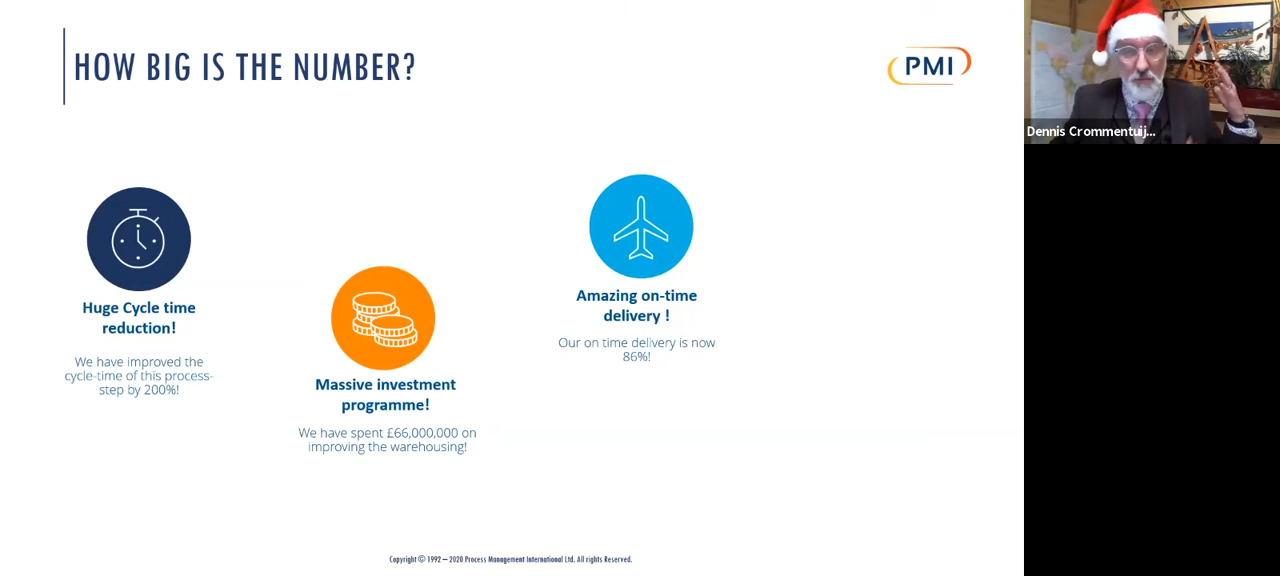 HOW BIG IS THE NUMBER?
PMI
Dennis Crommentuij...
Huge Cycle time
reduction!
We have improved the
cycle-time of this process-
step by 200%!
Massive investment
programme!
We have spent £66,000,000 on
improving the warehousing!
Amazing on-time
delivery !
Our on time delivery is now
86%!
Copyright © 1992 – 2020 Process Management International Ltd. All rights Reserved.